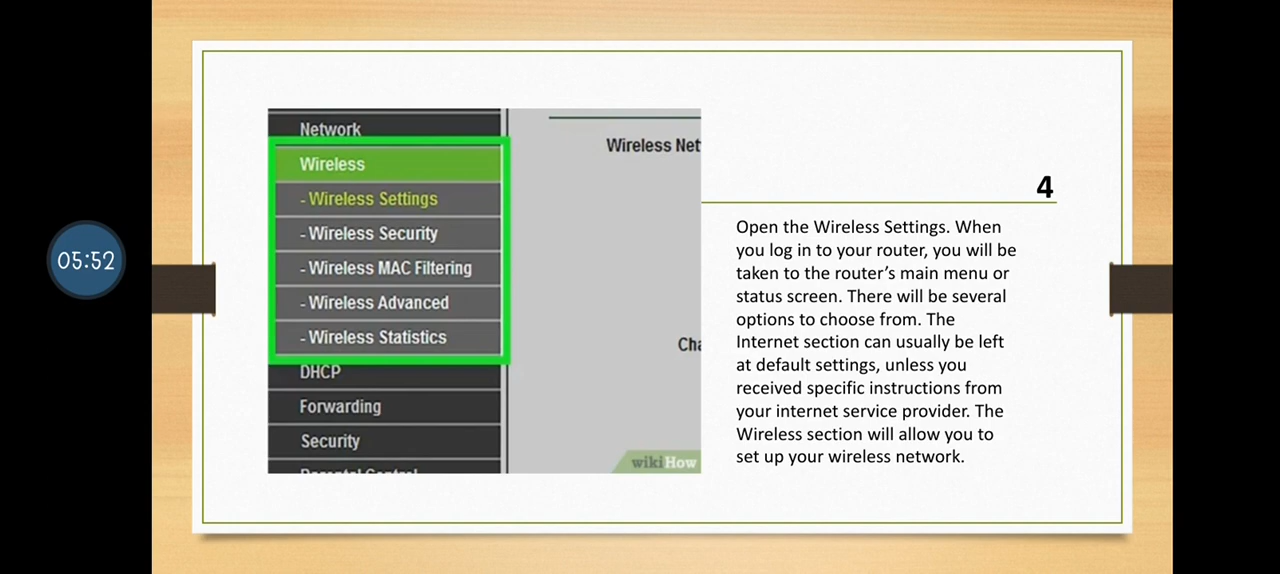 05:52
Network
Wireless
- Wireless Settings
- Wireless Security
- Wireless MAC Filtering
- Wireless Advanced
- Wireless Statistics
DHCP
Forwarding
Security
Parental Control
Wireless Net
Cha
wikiHow
4
Open the Wireless Settings. When
you log in to your router, you will be
taken to the router's main menu or
status screen. There will be several
options to choose from. The
Internet section can usually be left
at default settings, unless you
received specific instructions from
your internet service provider. The
Wireless section will allow you to
set up your wireless network.